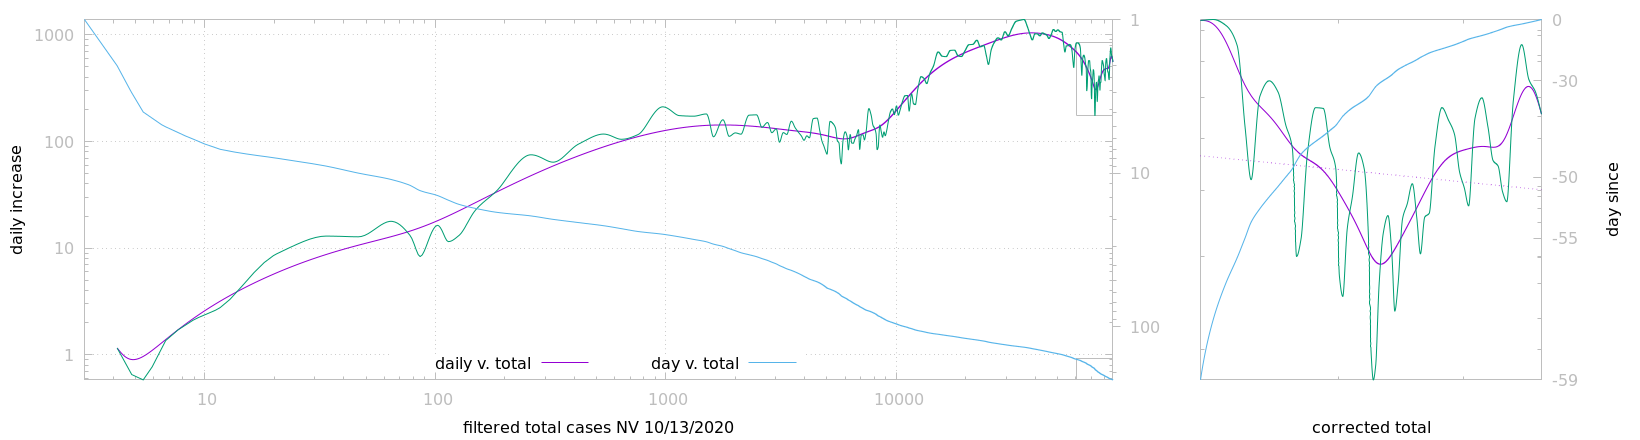 1000
100
10
1
daily increase
10
100
1000
10000
filtered total cases NV 10/13/2020
daily v. total
day v. total
1
10
100
0
-30
-50
-55
-59
day since
corrected total